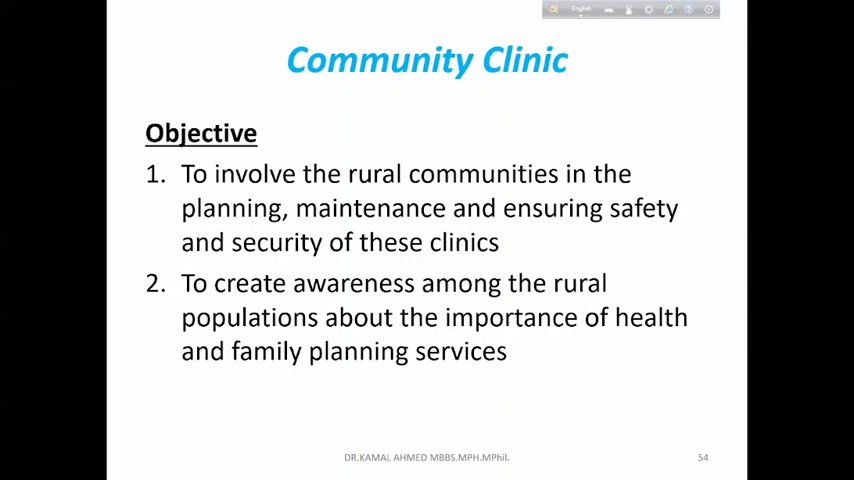 English
Community Clinic
Objective
1. To involve the rural communities in the
planning, maintenance and ensuring safety
and security of these clinics
2. To create awareness among the rural
populations about the importance of health
and family planning services
DR.KAMAL AHMED MBBS.MPH.MPhil.
54